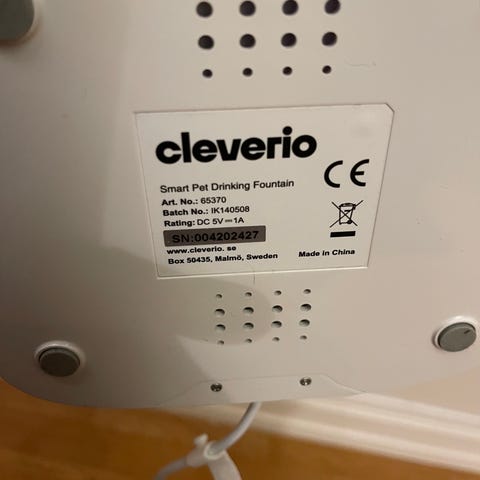 cleverio
CE
Smart Pet Drinking Fountain
Art. No.: 65370
Batch No.: IK140508
Rating: DC 5V⎓1A
SN:004202427
www.cleverio. se
Box 50435, Malmö, Sweden
Made in China